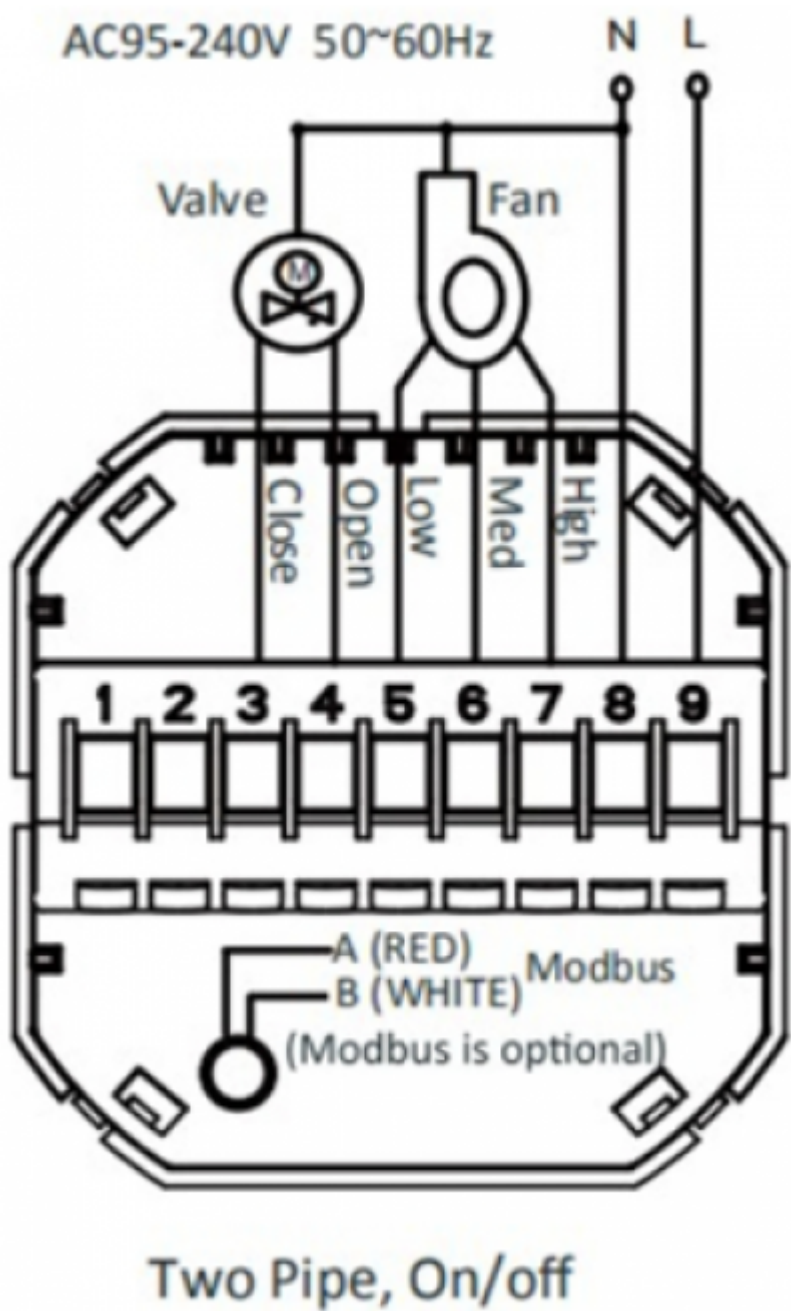 AC95-240V 50~60Hz N L
Valve Fan
Close Open Low Med High
1 2 3 4 5 6 7 8 9
A (RED)
Modbus
B (WHITE)
(Modbus is optional)
Two Pipe, On/off
M